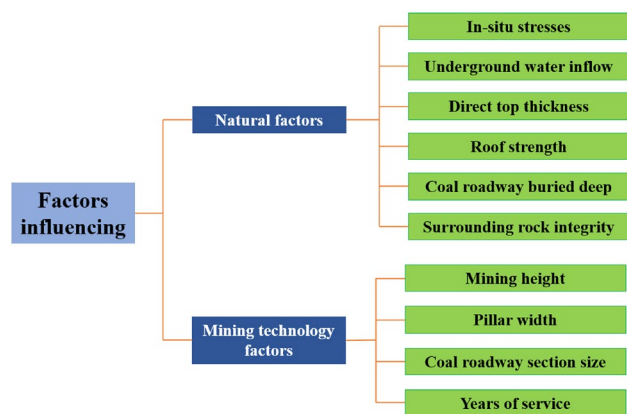 Factors
influencing
Natural factors
In-situ stresses
Underground water inflow
Direct top thickness
Roof strength
Coal roadway buried deep
Surrounding rock integrity
Mining technology
factors
Mining height
Pillar width
Coal roadway section size
Years of service